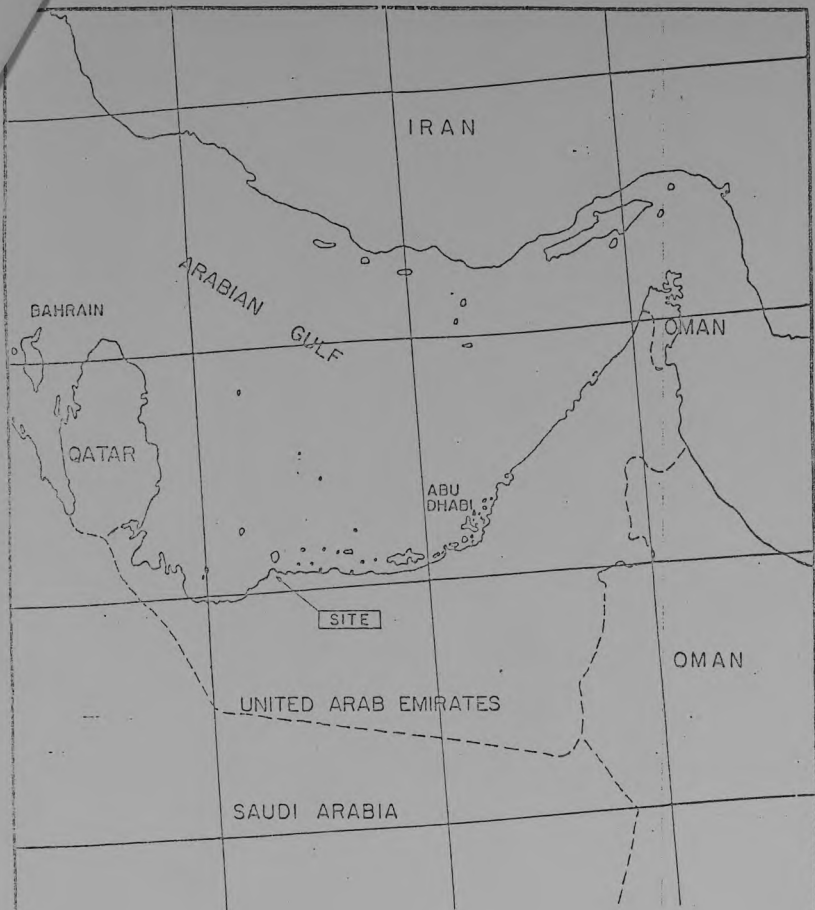 IRAN
ARABIAN
GULF
BAHRAIN
OMAN
QATAR
ABU
DHABI
SITE
OMAN
UNITED ARAB EMIRATES
SAUDI ARABIA